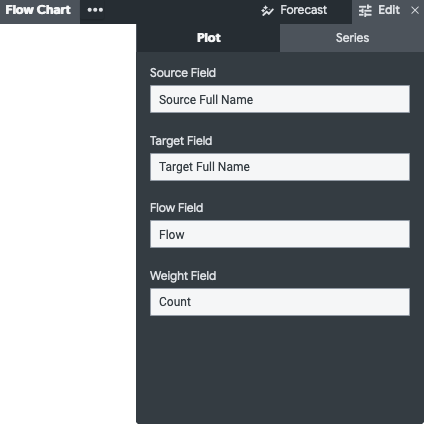 Flow Chart ••• Forecast Edit ×
Plot Series
Source Field
Source Full Name
Target Field
Target Full Name
Flow Field
Flow
Weight Field
Count